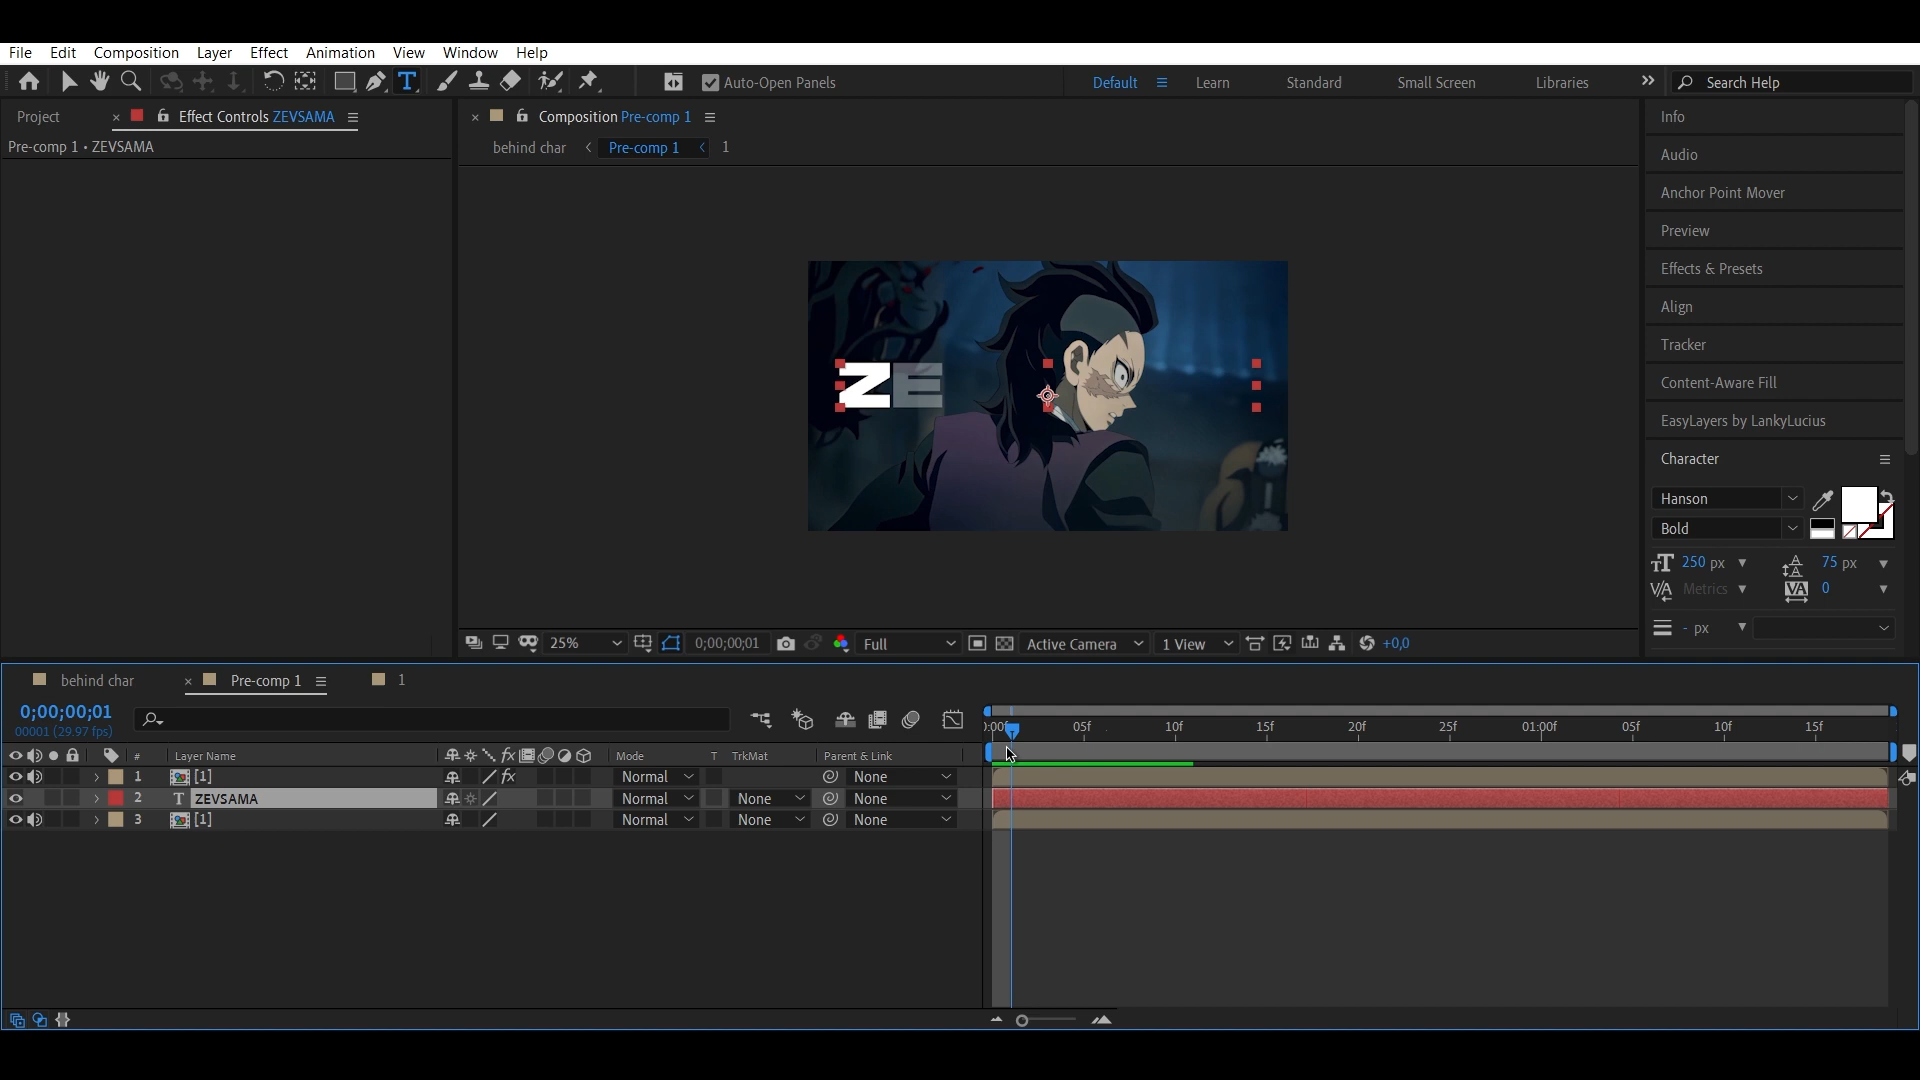 File Edit Composition Layer Effect Animation View Window Help
Auto-Open Panels Default Learn Standard Small Screen Libraries Search Help
Project Effect Controls ZEVSAMA
Composition Pre-comp 1
Info
Pre-comp 1 • ZEVSAMA
behind char Pre-comp 1 1
Audio
Anchor Point Mover
Preview
Effects & Presets
Align
Tracker
Content-Aware Fill
EasyLayers by LankyLucius
Character
ZE
Hanson
Bold
250 px 75 px
Metrics 0
- px
25% 0;00;00;01 Full Active Camera 1 View +0,0
behind char Pre-comp 1 1
0;00;00;01
00001 (29.97 fps)
:00f 05f 10f 15f 20f 25f 01:00f 05f 10f 15f
# Layer Name Mode T TrkMat Parent & Link
1 [1] Normal None
2 T ZEVSAMA Normal None None
3 [1] Normal None None